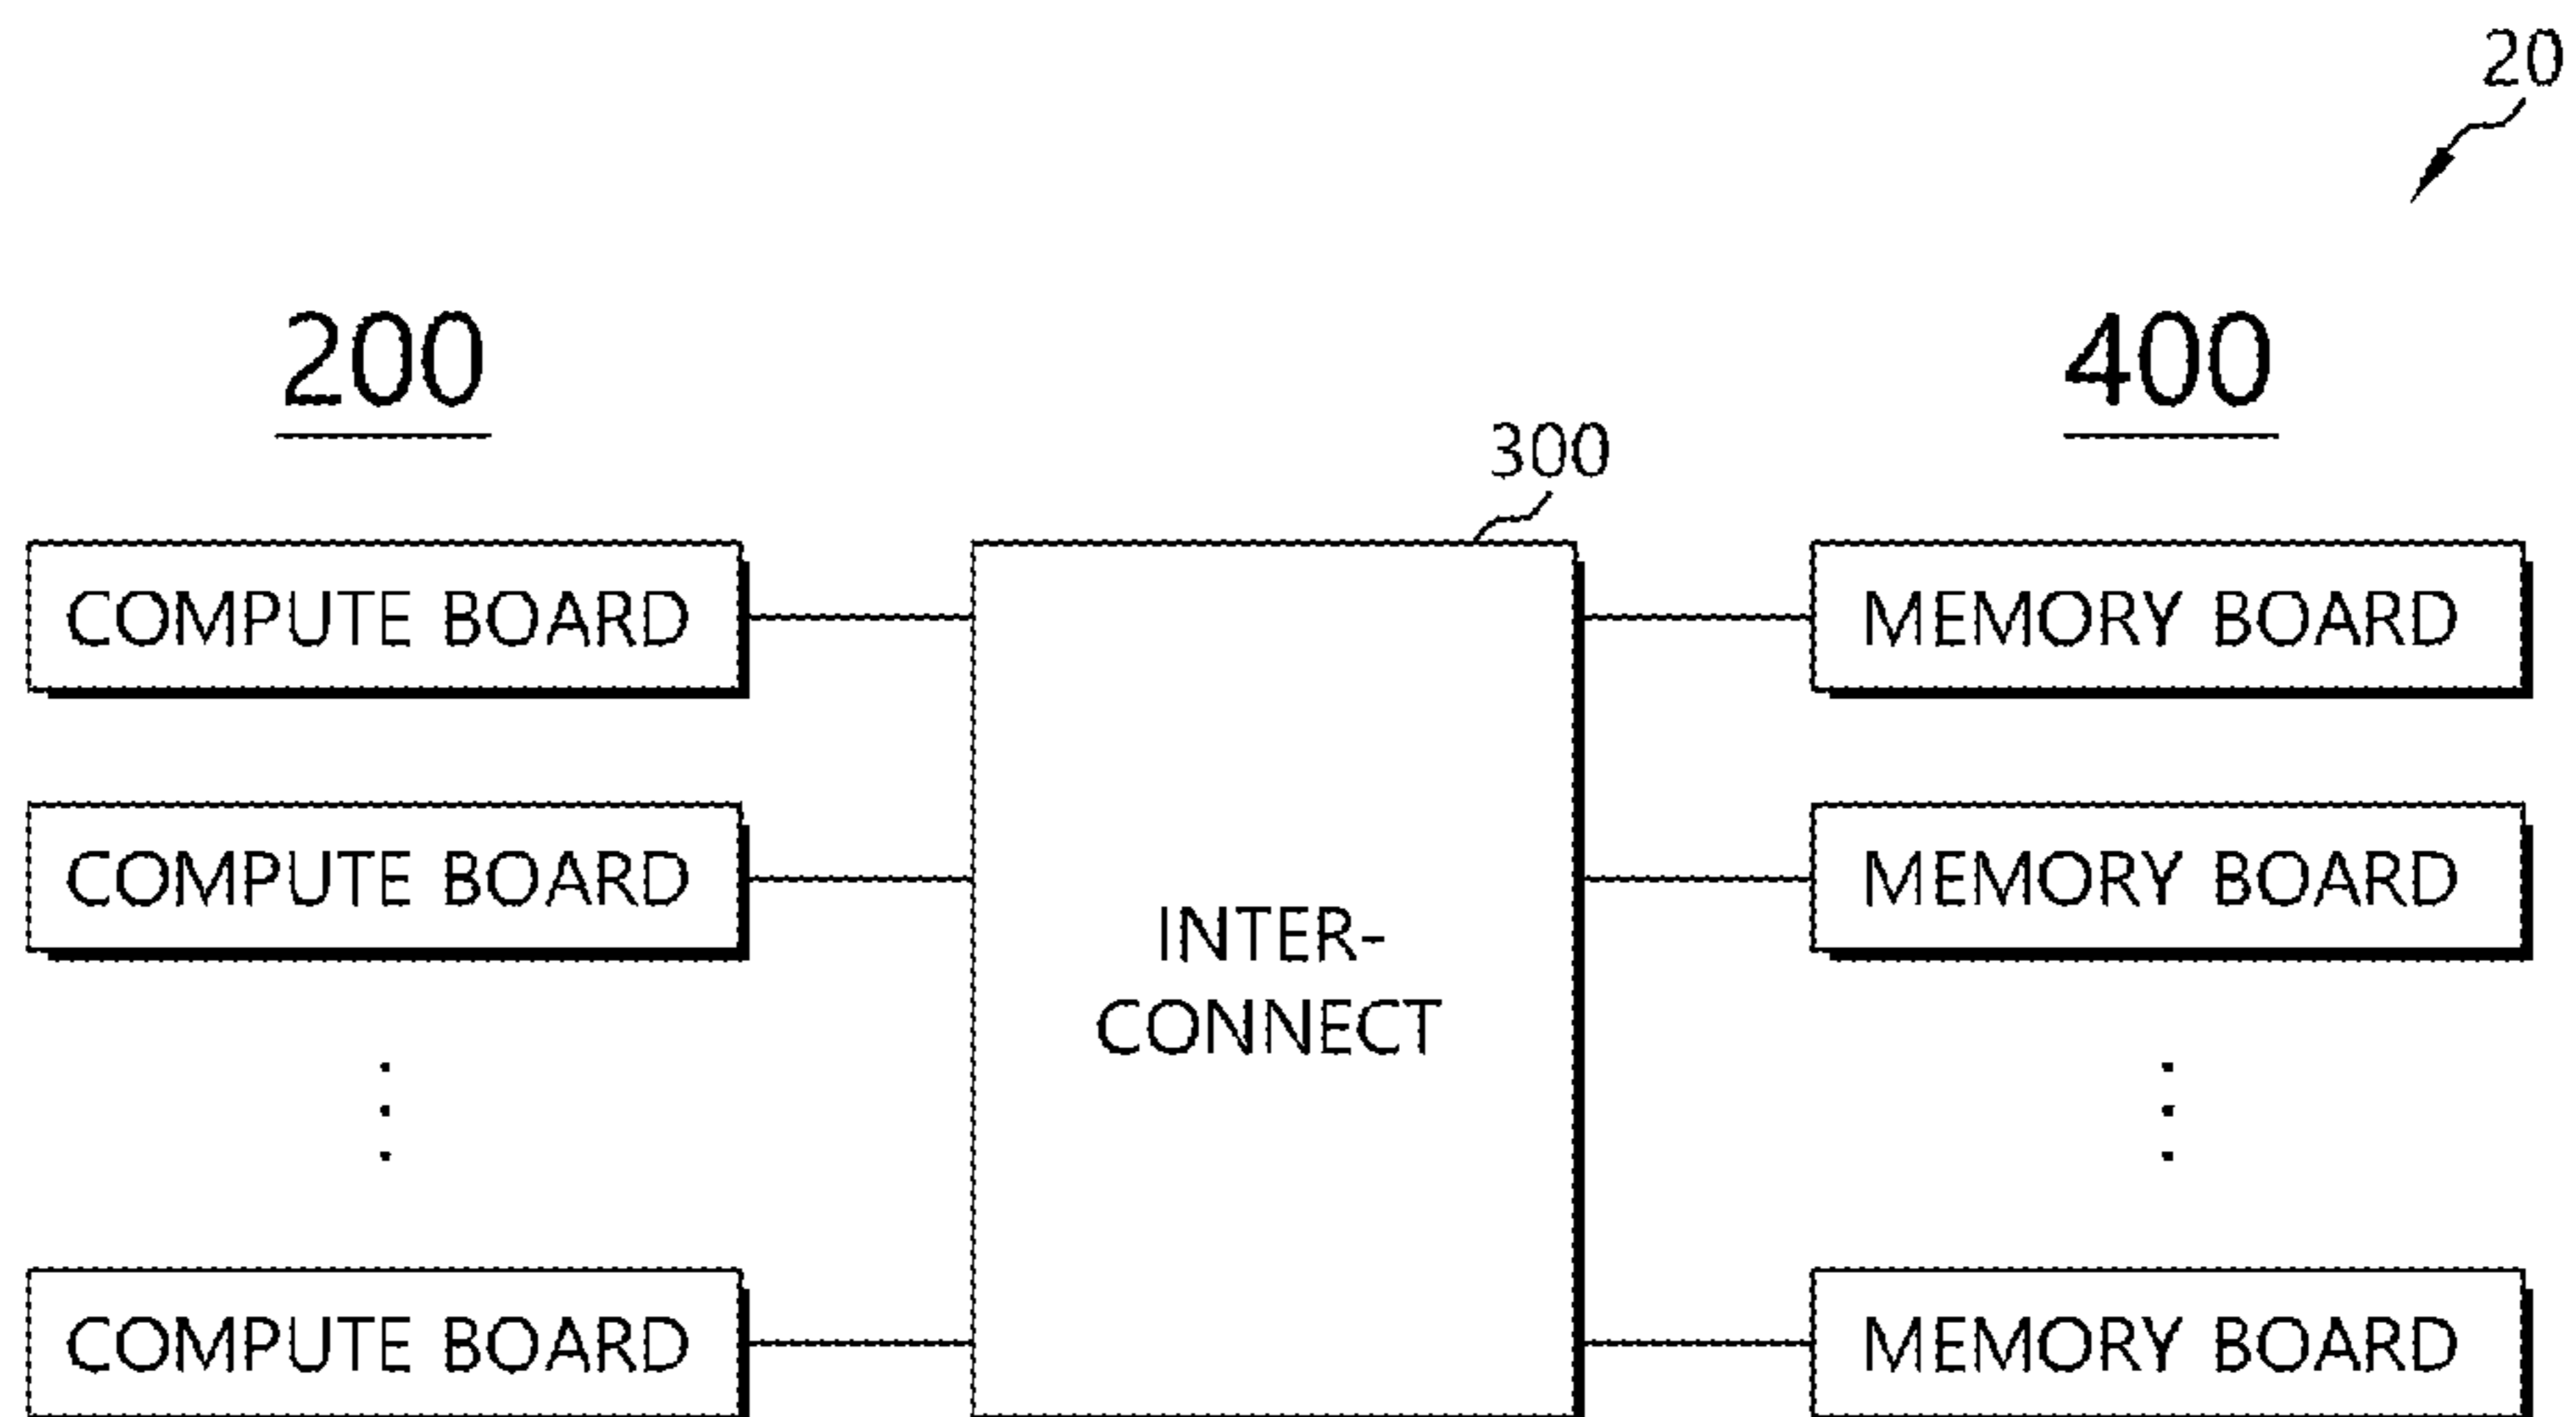 20
200
400
300
COMPUTE BOARD
MEMORY BOARD
COMPUTE BOARD
MEMORY BOARD
INTER-
CONNECT
COMPUTE BOARD
MEMORY BOARD